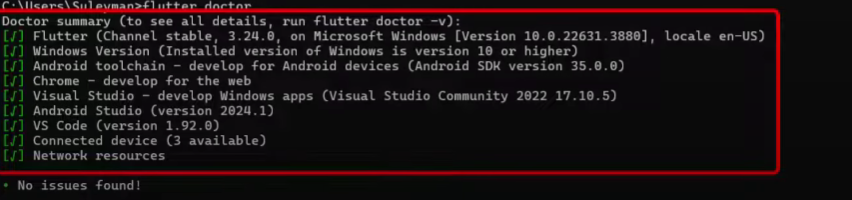 C:\Users\Suleyman>flutter doctor
Doctor summary (to see all details, run flutter doctor -v):
[√] Flutter (Channel stable, 3.24.0, on Microsoft Windows [Version 10.0.22631.3880], locale en-US)
[√] Windows Version (Installed version of Windows is version 10 or higher)
[√] Android toolchain - develop for Android devices (Android SDK version 35.0.0)
[√] Chrome - develop for the web
[√] Visual Studio - develop Windows apps (Visual Studio Community 2022 17.10.5)
[√] Android Studio (version 2024.1)
[√] VS Code (version 1.92.0)
[√] Connected device (3 available)
[√] Network resources
• No issues found!